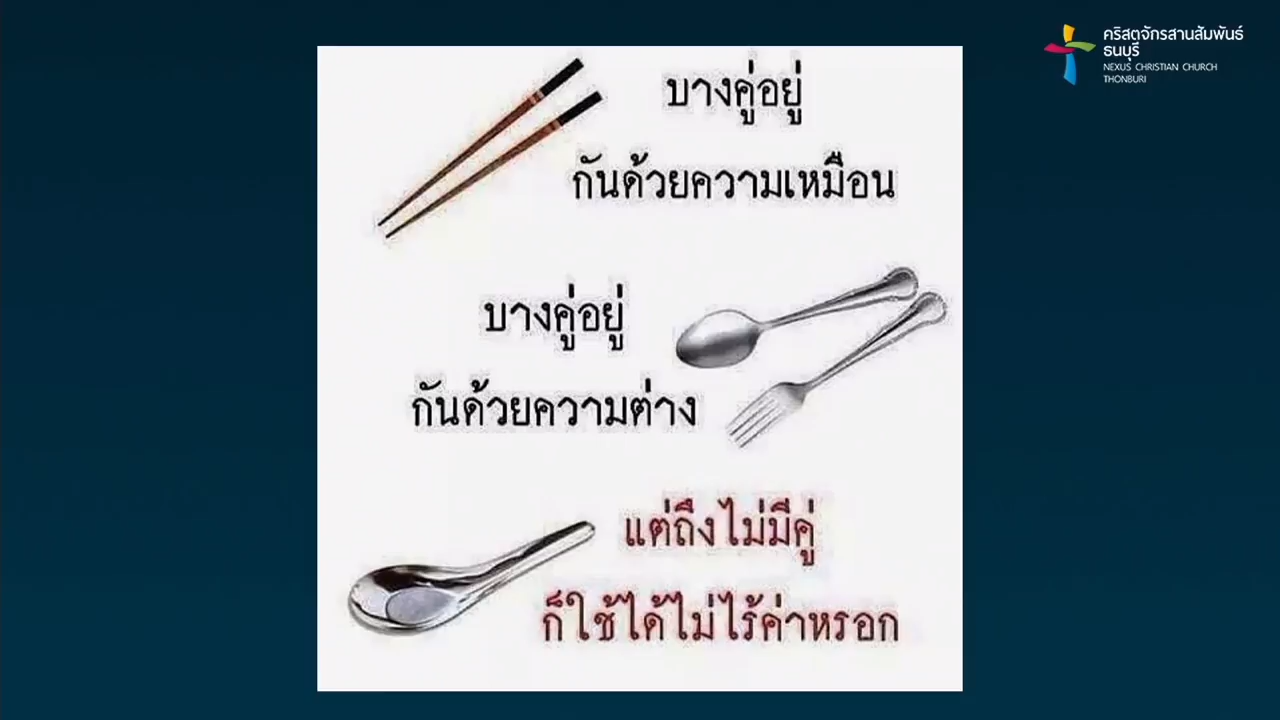 คริสตจักรสานสัมพันธ์
ธนบุรี
NEXUS CHRISTIAN CHURCH
THONBURI
บางคู่อยู่
กันด้วยความเหมือน
บางคู่อยู่
กันด้วยความต่าง
แต่ถึงไม่มีคู่
ก็ใช้ได้ไม่ไร้ค่าหรอก